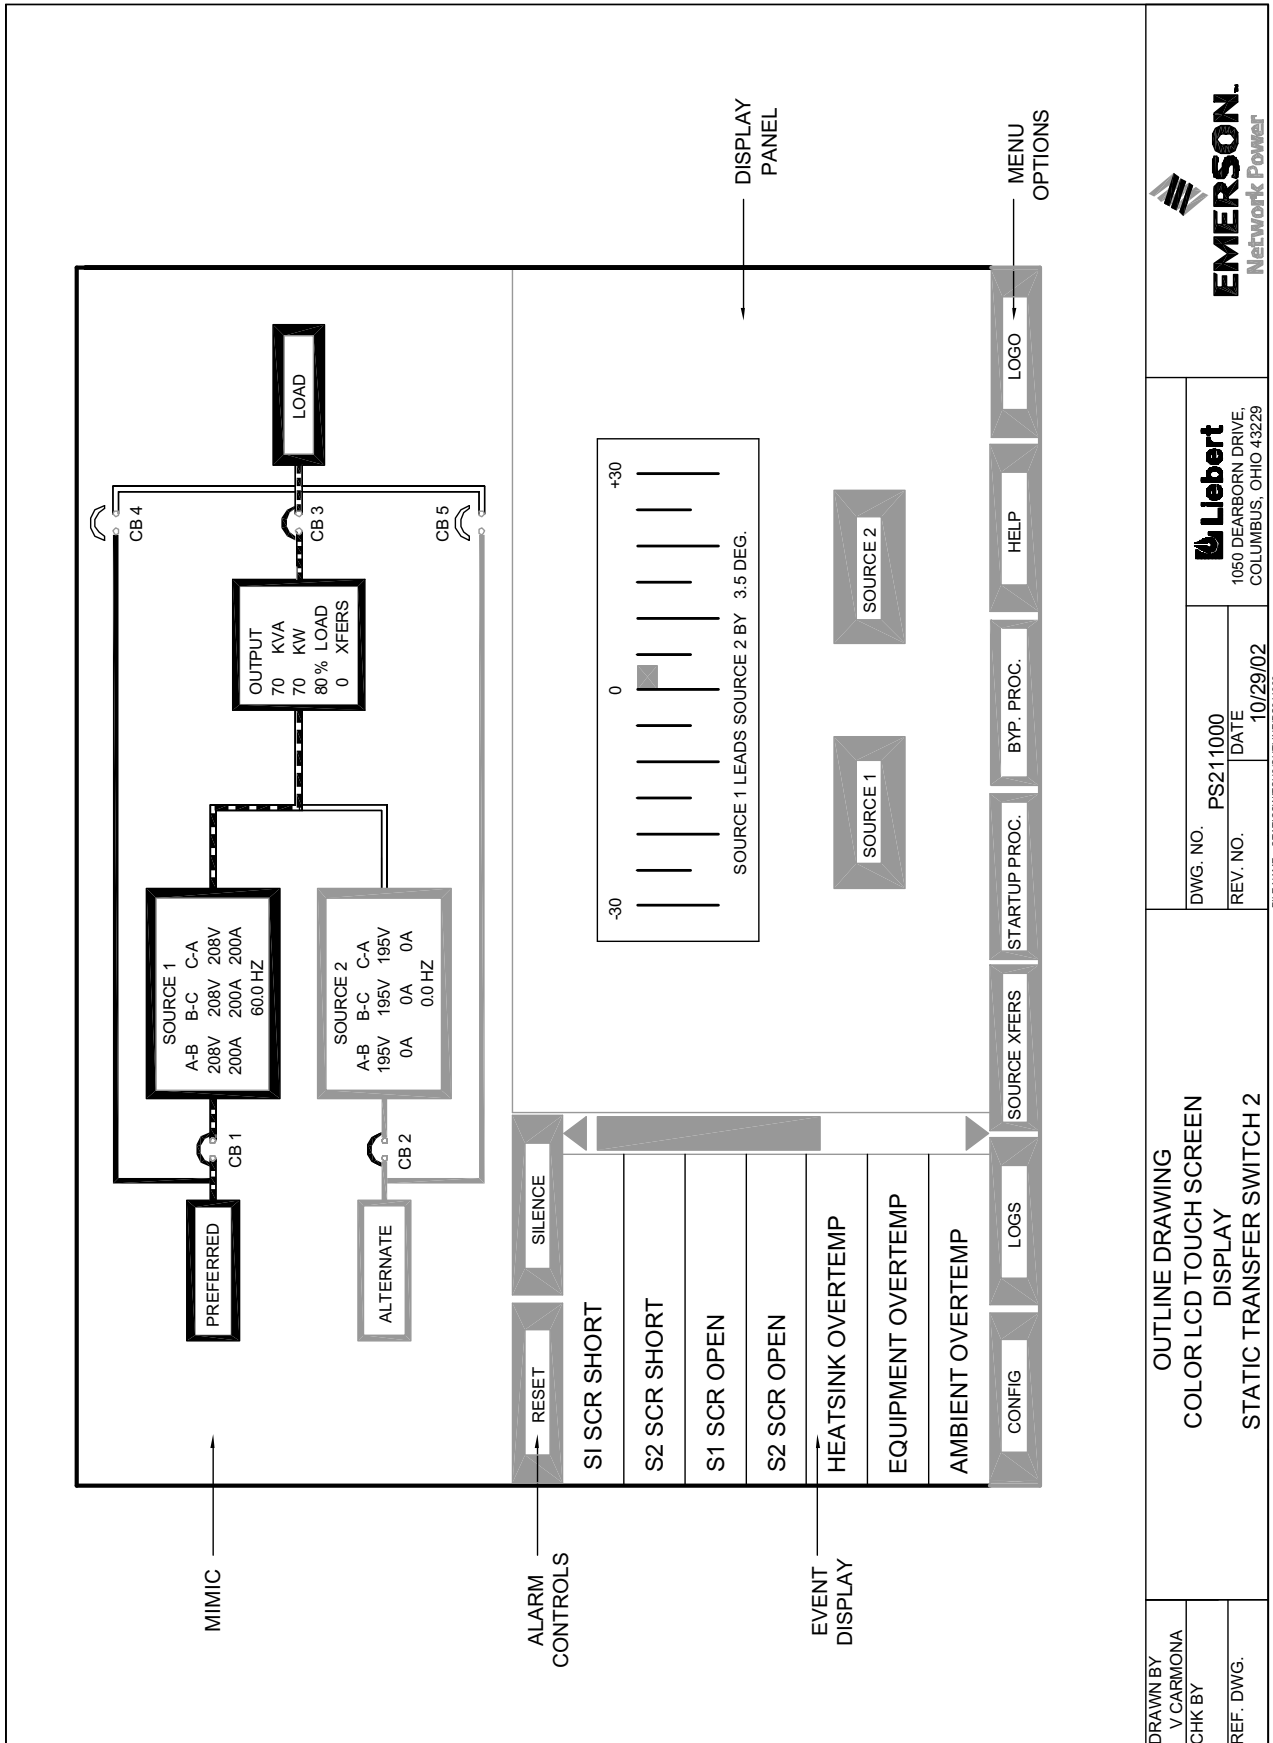 MIMIC
ALARM
CONTROLS
EVENT
DISPLAY
DISPLAY
PANEL
MENU
OPTIONS
PREFERRED
CB 1
SOURCE 1
A-B B-C C-A
208V 208V 208V
200A 200A 200A
60.0 HZ
ALTERNATE
CB 2
SOURCE 2
A-B B-C C-A
195V 195V 195V
0A 0A 0A
0.0 HZ
OUTPUT
70 KVA
70 KW
80 % LOAD
0 XFERS
CB 4
CB 3
CB 5
LOAD
RESET
SILENCE
SI SCR SHORT
S2 SCR SHORT
S1 SCR OPEN
S2 SCR OPEN
HEATSINK OVERTEMP
EQUIPMENT OVERTEMP
AMBIENT OVERTEMP
-30 0 +30
SOURCE 1 LEADS SOURCE 2 BY 3.5 DEG.
SOURCE 1
SOURCE 2
CONFIG
LOGS
SOURCE XFERS
STARTUP PROC.
BYP. PROC.
HELP
LOGO
DRAWN BY
V CARMONA
CHK BY
REF. DWG.
OUTLINE DRAWING
COLOR LCD TOUCH SCREEN
DISPLAY
STATIC TRANSFER SWITCH 2
DWG. NO.
PS211000
REV. NO.
DATE
10/29/02
Liebert
1050 DEARBORN DRIVE,
COLUMBUS, OHIO 43229
EMERSON™
Network Power